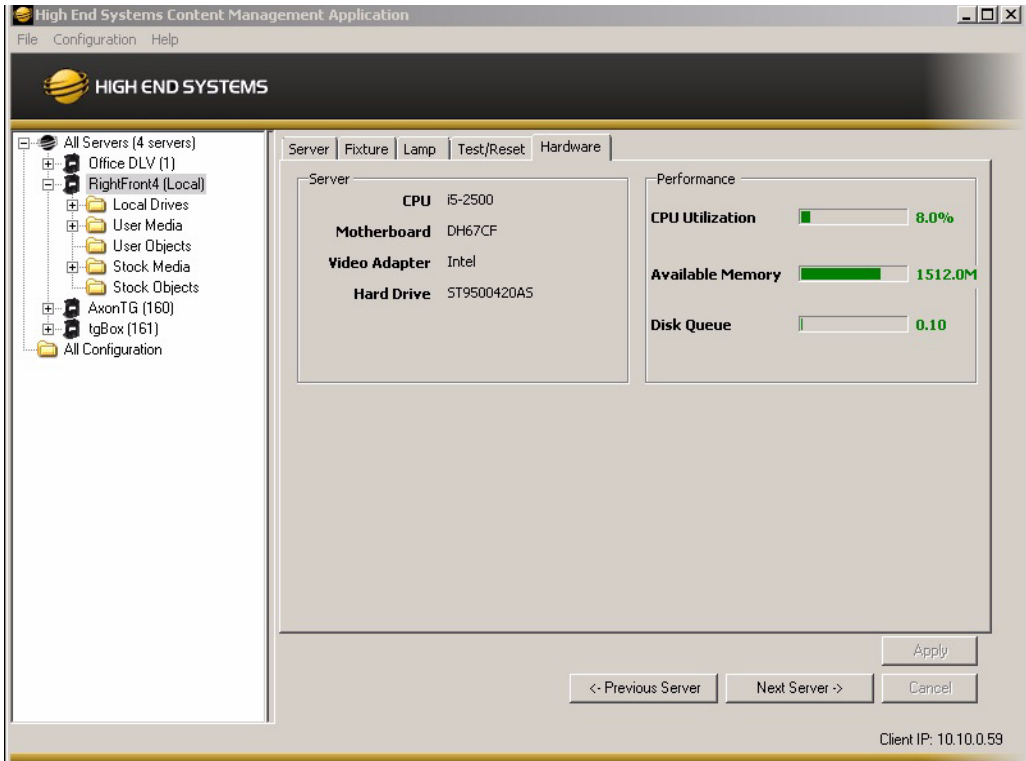 High End Systems Content Management Application
File Configuration Help
HIGH END SYSTEMS
All Servers (4 servers)
Office DLV (1)
RightFront4 (Local)
Local Drives
User Media
User Objects
Stock Media
Stock Objects
AxonTG (160)
tgBox (161)
All Configuration
Server Fixture Lamp Test/Reset Hardware
Server
CPU i5-2500
Motherboard DH67CF
Video Adapter Intel
Hard Drive ST9500420AS
Performance
CPU Utilization 8.0%
Available Memory 1512.0M
Disk Queue 0.10
Apply
<- Previous Server Next Server -> Cancel
Client IP: 10.10.0.59